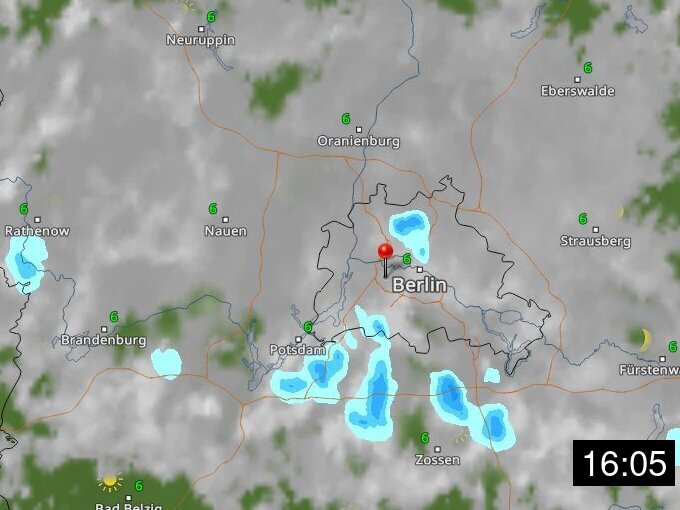 6
Neuruppin
6
Eberswalde
6
Oranienburg
6
Rathenow
6
Nauen
6
Strausberg
6
Berlin
6
Brandenburg
6
Potsdam
6
Fürstenwa
6
Zossen
16:05
6
Bad Belzig